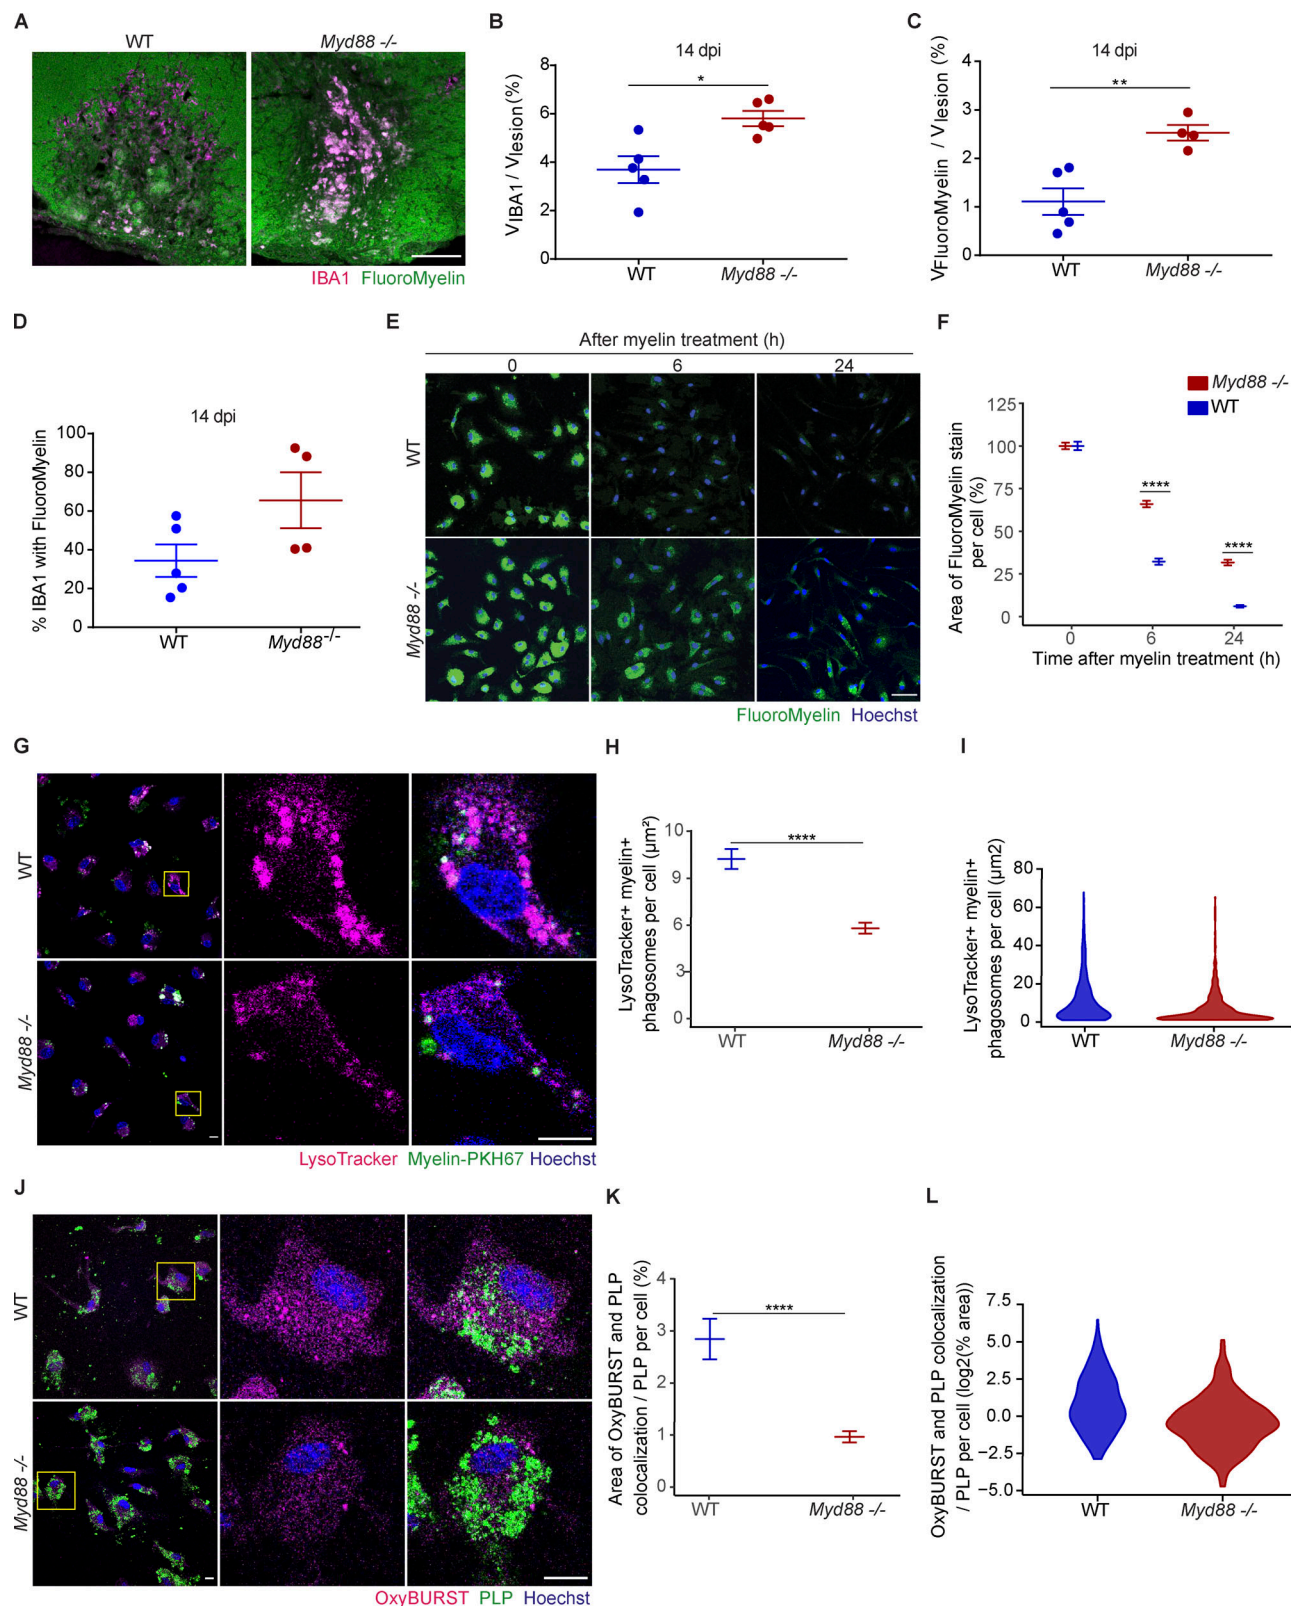 A
WT
Myd88 -/-
IBA1 FluoroMyelin
B
14 dpi
*
VIBA1 / Vlesion (%)
8
6
4
2
0
WT
Myd88 -/-
C
14 dpi
**
VFluoroMyelin / Vlesion (%)
4
3
2
1
0
WT
Myd88 -/-
D
14 dpi
% IBA1 with FluoroMyelin
100
80
60
40
20
0
WT
Myd88-/-
E
After myelin treatment (h)
0 6 24
WT
Myd88 -/-
FluoroMyelin Hoechst
F
Myd88 -/-
WT
Area of FluoroMyelin stain
per cell (%)
125
100
75
50
25
0
****
****
0 6 24
Time after myelin treatment (h)
G
WT
Myd88 -/-
LysoTracker Myelin-PKH67 Hoechst
H
LysoTracker+ myelin+
phagosomes per cell (µm²)
10
9
6
3
0
****
WT
Myd88 -/-
I
LysoTracker+ myelin+
phagosomes per cell (µm2)
80
60
40
20
0
WT
Myd88 -/-
J
WT
Myd88 -/-
OxyBURST PLP Hoechst
K
Area of OxyBURST and PLP
colocalization / PLP per cell (%)
4
3
2
1
0
****
WT
Myd88 -/-
L
OxyBURST and PLP colocalization
/ PLP per cell (log2(% area))
7.5
5.0
2.5
0.0
−2.5
−5.0
WT
Myd88 -/-